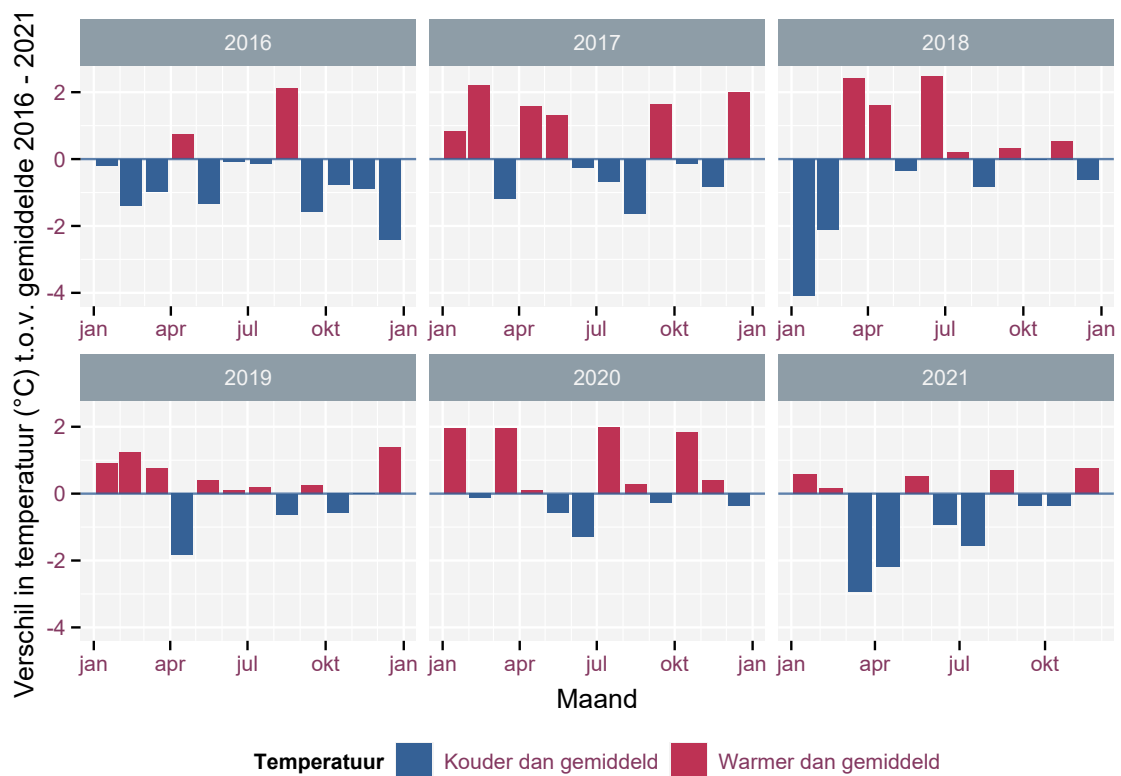 Verschil in temperatuur (°C) t.o.v. gemiddelde 2016 - 2021
2016 2017 2018
2
0
-2
-4
jan apr jul okt jan jan apr jul okt jan jan apr jul okt jan
2019 2020 2021
2
0
-2
-4
jan apr jul okt jan jan apr jul okt jan jan apr jul okt
Maand
Temperatuur Kouder dan gemiddeld Warmer dan gemiddeld